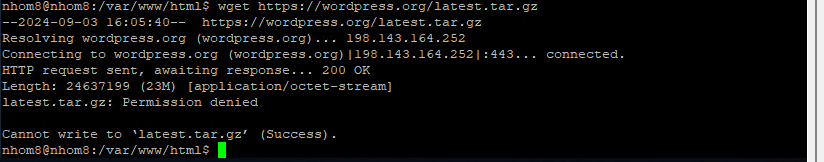 nhom8@nhom8:/var/www/html$ wget https://wordpress.org/latest.tar.gz
--2024-09-03 16:05:40--  https://wordpress.org/latest.tar.gz
Resolving wordpress.org (wordpress.org)... 198.143.164.252
Connecting to wordpress.org (wordpress.org)|198.143.164.252|:443... connected.
HTTP request sent, awaiting response... 200 OK
Length: 24637199 (23M) [application/octet-stream]
latest.tar.gz: Permission denied

Cannot write to ‘latest.tar.gz’ (Success).
nhom8@nhom8:/var/www/html$